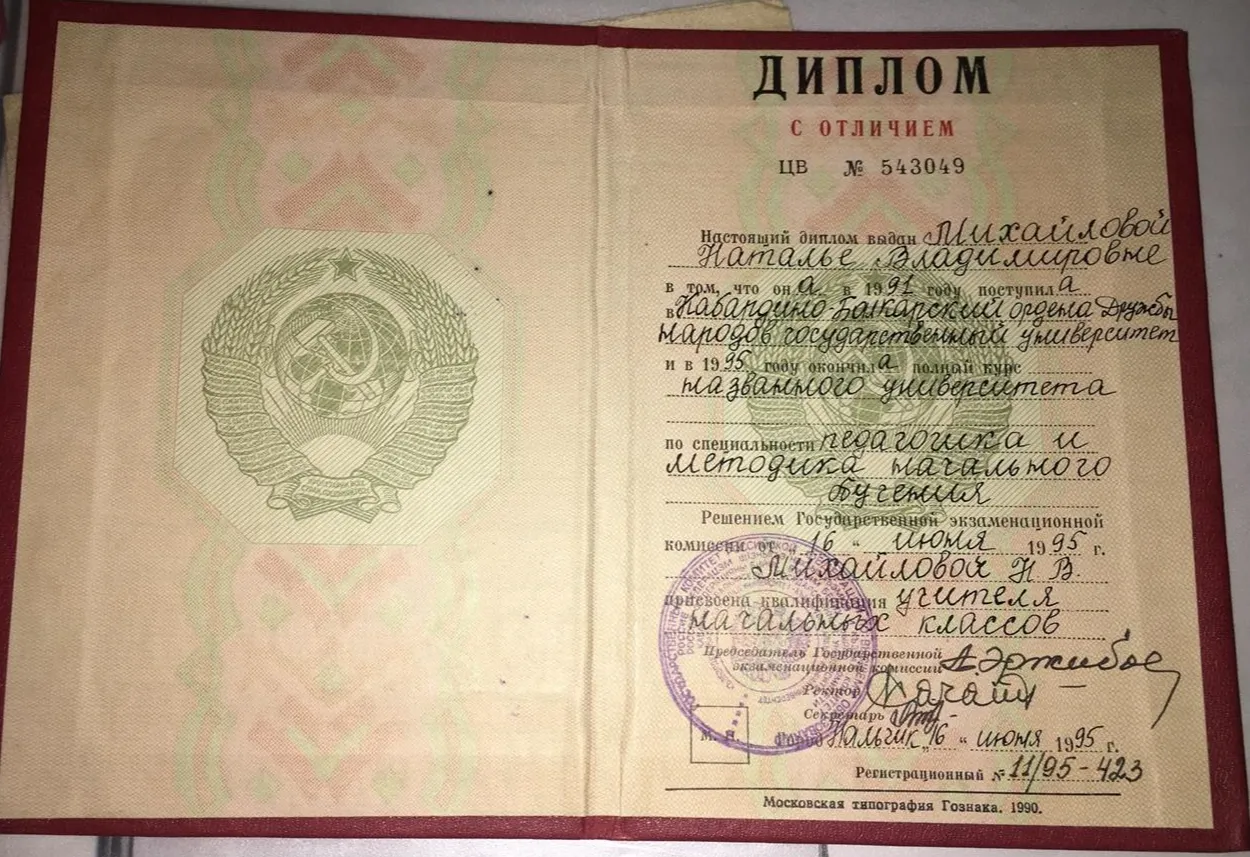 ДИПЛОМ
С ОТЛИЧИЕМ
ЦВ № 543049
Настоящий диплом выдан Михайловой
Наталье Владимировне
в том, что она в 1991 году поступила
в Кабардино-Балкарский ордена Дружбы
народов государственный университет
и в 1995 году окончила полный курс
названного университета
по специальности педагогика и
методика начального
обучения
Решением Государственной экзаменационной
комиссии от „16“ июня 1995 г.
Михайловой Н В.
присвоена квалификация учителя
начальных классов
Председатель Государственной
экзаменационной комиссии
Ректор
Секретарь
М. П. Город Нальчик „16“ июня 1995 г.
Регистрационный № 11/95-423
Московская типография Гознака. 1990.